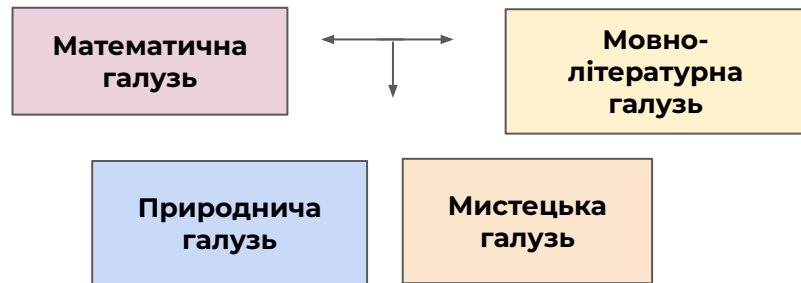 Математична
галузь
Мовно-
літературна
галузь
Природнича
галузь
Мистецька
галузь